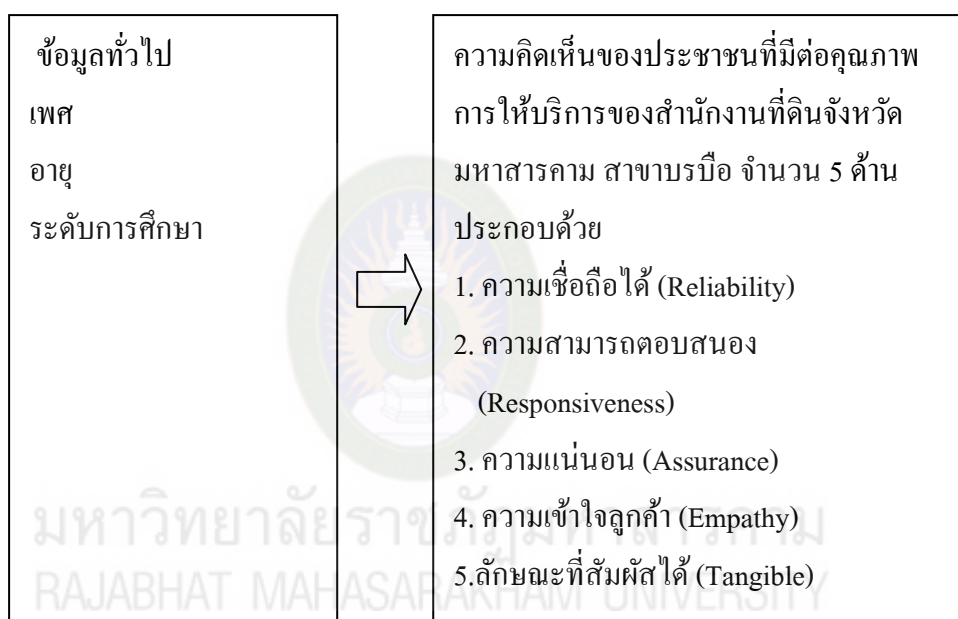 ข้อมูลทั่วไป
เพศ
อายุ
ระดับการศึกษา
ความคิดเห็นของประชาชนที่มีต่อคุณภาพ
การให้บริการของสำนักงานที่ดินจังหวัด
มหาสารคาม สาขาบรบือ จำนวน 5 ด้าน
ประกอบด้วย
1. ความเชื่อถือได้ (Reliability)
2. ความสามารถตอบสนอง
(Responsiveness)
3. ความแน่นอน (Assurance)
4. ความเข้าใจลูกค้า (Empathy)
5.ลักษณะที่สัมผัสได้ (Tangible)
มหาวิทยาลัยราชภัฏมหาสารคาม
RAJABHAT MAHASARAKHAM UNIVERSITY